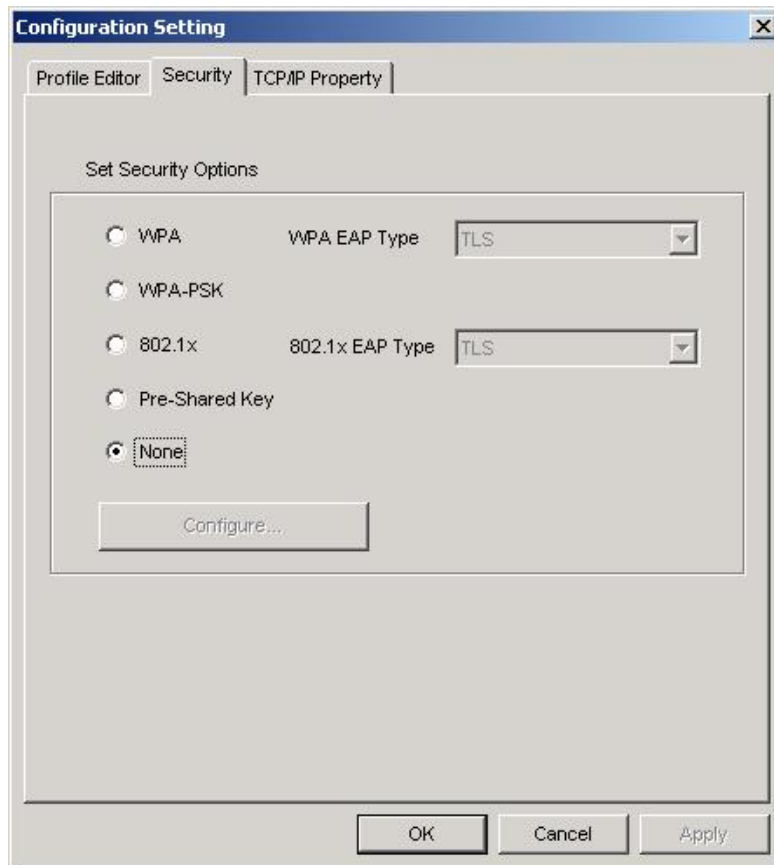 Configuration Setting
Profile Editor Security TCP/IP Property
Set Security Options
WPA WPA EAP Type TLS
WPA-PSK
802.1x 802.1x EAP Type TLS
Pre-Shared Key
None
Configure...
OK Cancel Apply